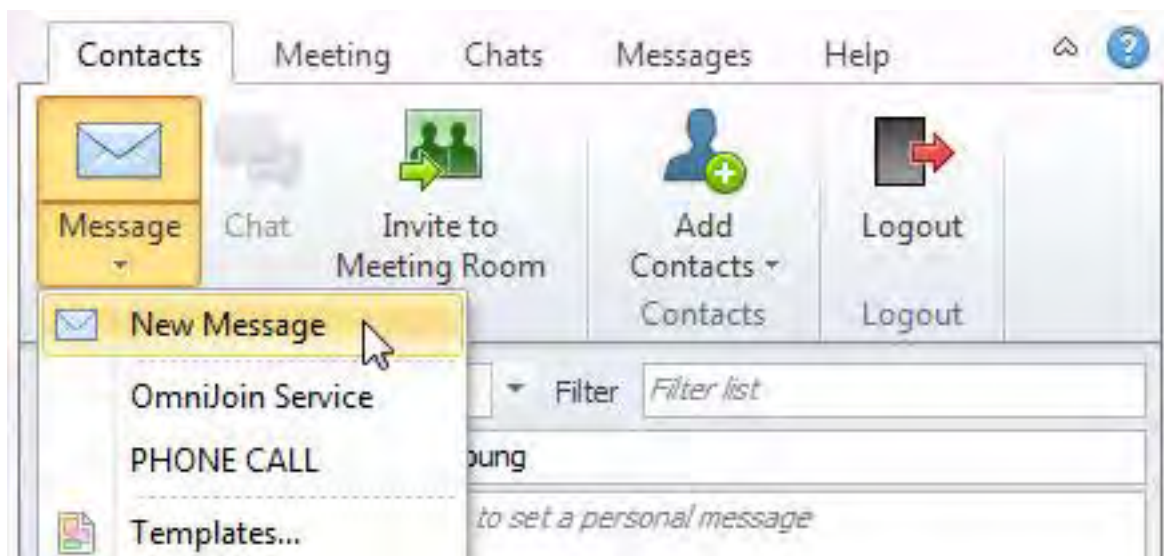 Contacts Meeting Chats Messages Help
Message Chat Invite to Meeting Room Add Contacts Logout
Contacts Logout
New Message
OmniJoin Service
Filter Filter list
PHONE CALL
oung
Templates...
to set a personal message